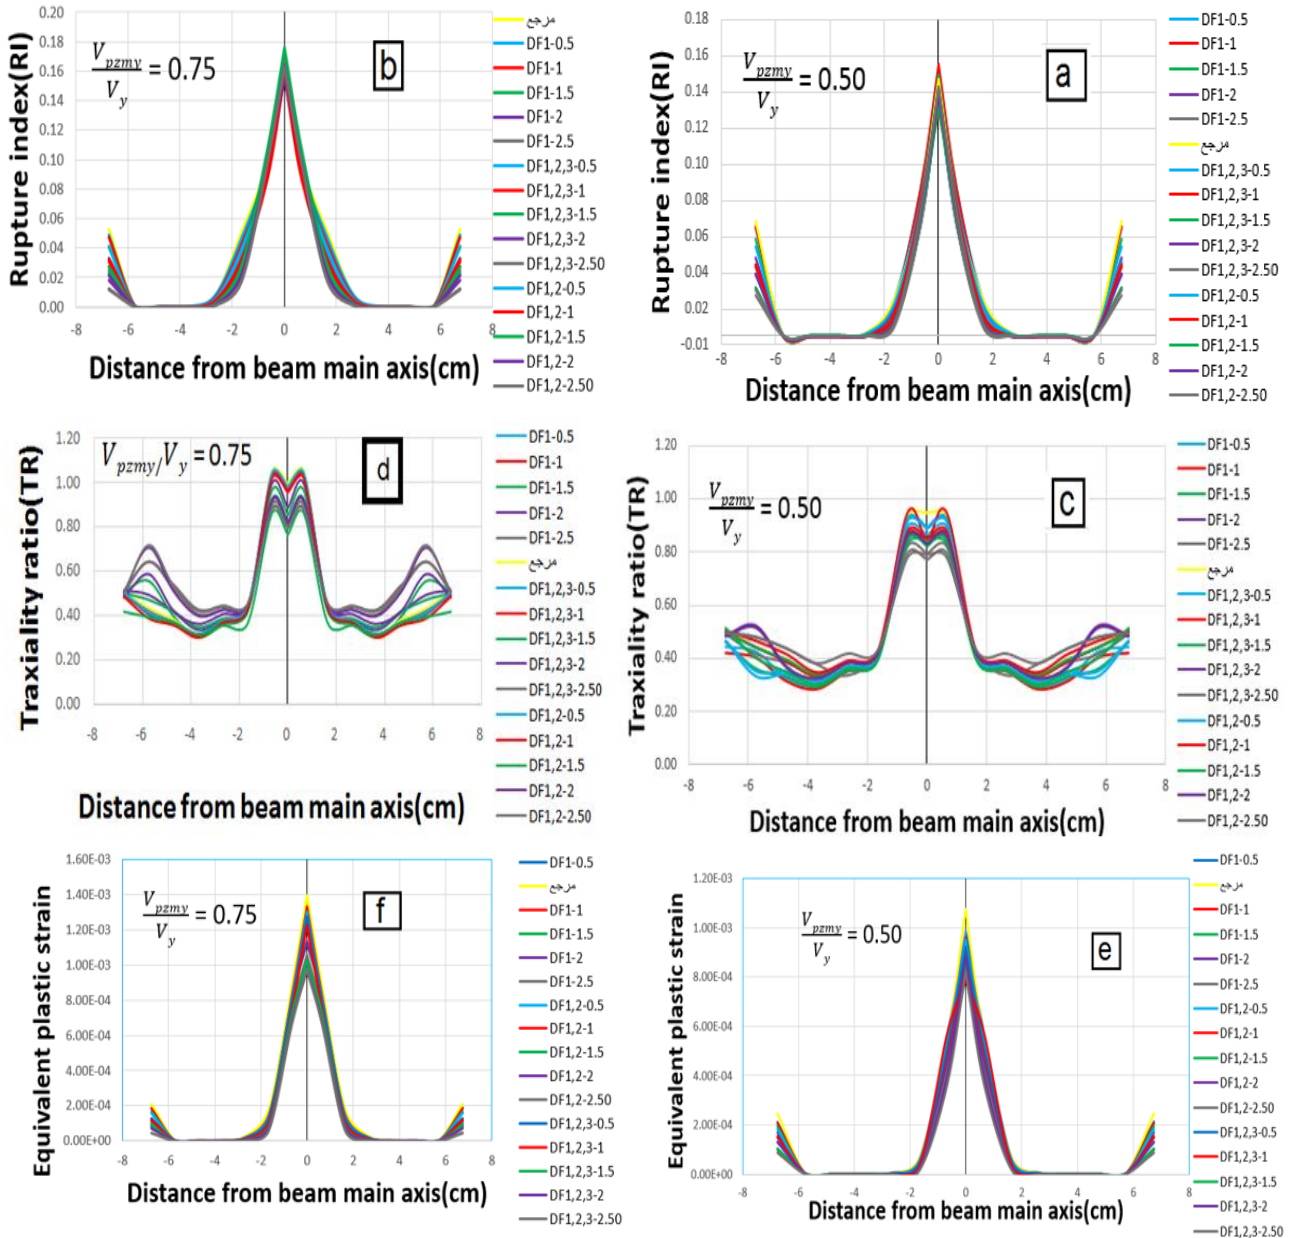 b
V_pzmy / V_y = 0.75
Rupture index(RI)
0.20
0.18
0.16
0.14
0.12
0.10
0.08
0.06
0.04
0.02
0.00
-8
-6
-4
-2
0
2
4
6
8
Distance from beam main axis(cm)
مرجع
DF1-0.5
DF1-1
DF1-1.5
DF1-2
DF1-2.5
DF1,2,3-0.5
DF1,2,3-1
DF1,2,3-1.5
DF1,2,3-2
DF1,2,3-2.50
DF1,2-0.5
DF1,2-1
DF1,2-1.5
DF1,2-2
DF1,2-2.50
a
V_pzmy / V_y = 0.50
Rupture index(RI)
0.18
0.16
0.14
0.12
0.10
0.08
0.06
0.04
0.02
-0.01
-8
-6
-4
-2
0
2
4
6
8
Distance from beam main axis(cm)
DF1-0.5
DF1-1
DF1-1.5
DF1-2
DF1-2.5
مرجع
DF1,2,3-0.5
DF1,2,3-1
DF1,2,3-1.5
DF1,2,3-2
DF1,2,3-2.50
DF1,2-0.5
DF1,2-1
DF1,2-1.5
DF1,2-2
DF1,2-2.50
d
V_pzmy/V_y = 0.75
Traxiality ratio(TR)
1.20
1.00
0.80
0.60
0.40
0.20
0.00
-8
-6
-4
-2
0
2
4
6
8
Distance from beam main axis(cm)
DF1-0.5
DF1-1
DF1-1.5
DF1-2
DF1-2.5
مرجع
DF1,2,3-0.5
DF1,2,3-1
DF1,2,3-1.5
DF1,2,3-2
DF1,2,3-2.50
DF1,2-0.5
DF1,2-1
DF1,2-1.5
DF1,2-2
DF1,2-2.50
c
V_pzmy / V_y = 0.50
Traxiality ratio(TR)
1.20
1.00
0.80
0.60
0.40
0.20
0.00
-8
-6
-4
-2
0
2
4
6
8
Distance from beam main axis(cm)
DF1-0.5
DF1-1
DF1-1.5
DF1-2
DF1-2.5
مرجع
DF1,2,3-0.5
DF1,2,3-1
DF1,2,3-1.5
DF1,2,3-2
DF1,2,3-2.50
DF1,2-0.5
DF1,2-1
DF1,2-1.5
DF1,2-2
DF1,2-2.50
f
V_pzmy / V_y = 0.75
Equivalent plastic strain
1.60E-03
1.40E-03
1.20E-03
1.00E-03
8.00E-04
6.00E-04
4.00E-04
2.00E-04
0.00E+00
-8
-6
-4
-2
0
2
4
6
8
Distance from beam main axis(cm)
DF1-0.5
مرجع
DF1-1
DF1-1.5
DF1-2
DF1-2.5
DF1,2-0.5
DF1,2-1
DF1,2-1.5
DF1,2-2
DF1,2-2.50
DF1,2,3-0.5
DF1,2,3-1
DF1,2,3-1.5
DF1,2,3-2
DF1,2,3-2.50
e
V_pzmy / V_y = 0.50
Equivalent plastic strain
1.20E-03
1.00E-03
8.00E-04
6.00E-04
4.00E-04
2.00E-04
0.00E+00
-8
-6
-4
-2
0
2
4
6
8
Distance from beam main axis(cm)
DF1-0.5
مرجع
DF1-1
DF1-1.5
DF1-2
DF1-2.5
DF1,2-0.5
DF1,2-1
DF1,2-1.5
DF1,2-2
DF1,2-2.50
DF1,2,3-0.5
DF1,2,3-1
DF1,2,3-1.5
DF1,2,3-2
DF1,2,3-2.50